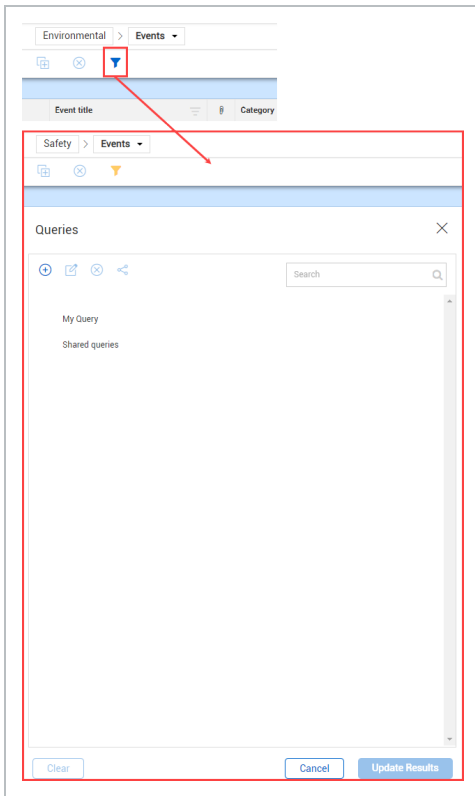 Environmental > Events
Event title Category
Safety > Events
Queries
Search
My Query
Shared queries
Clear Cancel Update Results